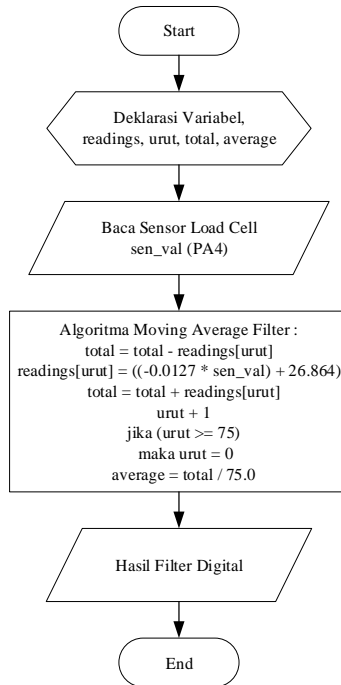 Start
Deklarasi Variabel,
readings, urut, total, average
Baca Sensor Load Cell
sen_val (PA4)
Algoritma Moving Average Filter :
total = total - readings[urut]
readings[urut] = ((-0.0127 * sen_val) + 26.864)
total = total + readings[urut]
urut + 1
jika (urut >= 75)
maka urut = 0
average = total / 75.0
Hasil Filter Digital
End